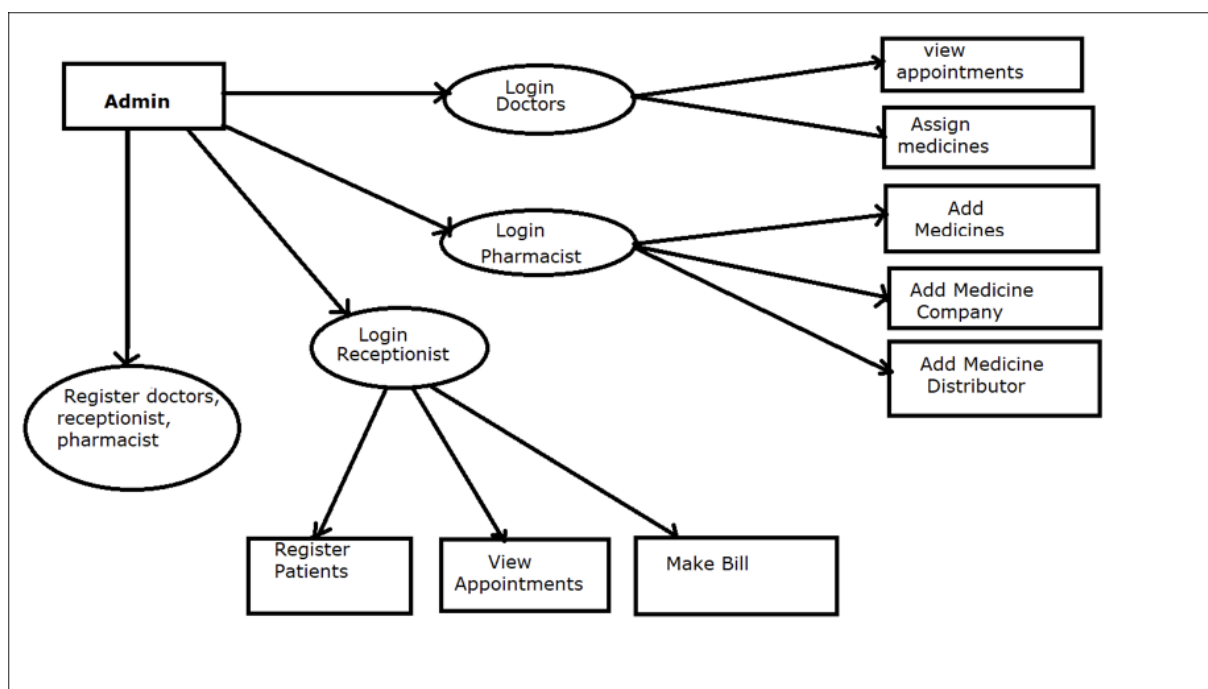 Admin
Login
Doctors
view
appointments
Assign
medicines
Login
Pharmacist
Add
Medicines
Add Medicine
Company
Add Medicine
Distributor
Login
Receptionist
Register doctors,
receptionist,
pharmacist
Register
Patients
View
Appointments
Make Bill